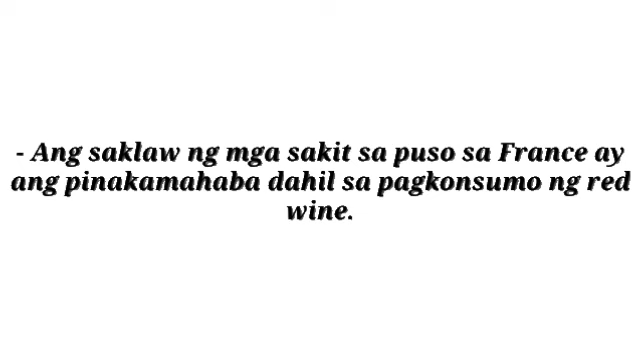 - Ang saklaw ng mga sakit sa puso sa France ay
ang pinakamahaba dahil sa pagkonsumo ng red
wine.